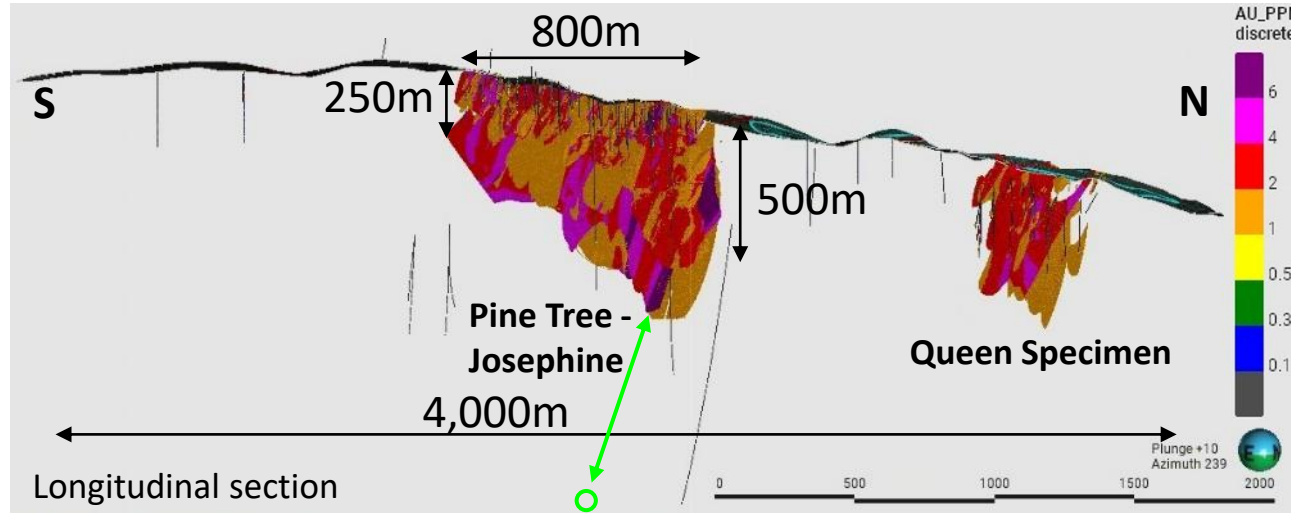 AU_PPM
discrete
800m
S
250m
N
6
4
2
1
0.5
0.3
0.1
500m
Pine Tree -
Josephine
Queen Specimen
4,000m
Plunge +10
Azimuth 239
E N
Longitudinal section
0 500 1000 1500 2000